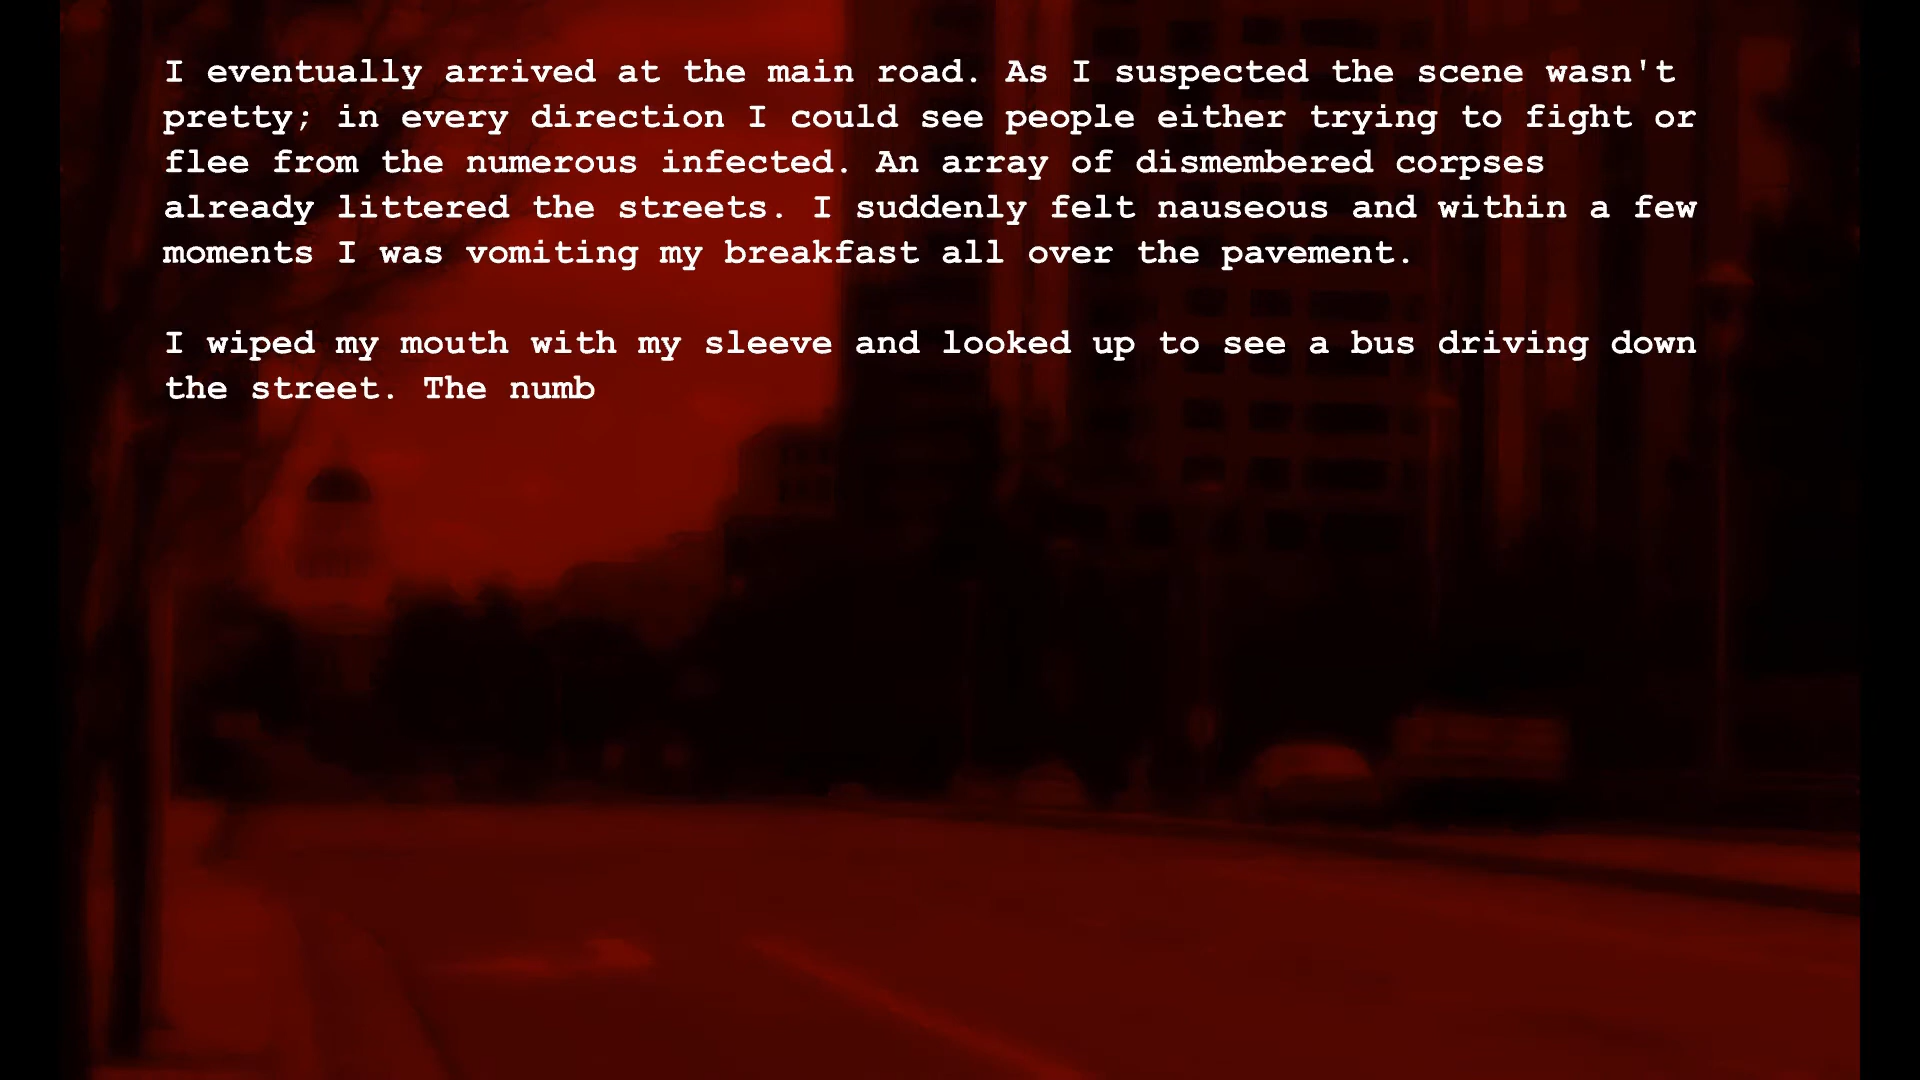 I eventually arrived at the main road. As I suspected the scene wasn't
pretty; in every direction I could see people either trying to fight or
flee from the numerous infected. An array of dismembered corpses
already littered the streets. I suddenly felt nauseous and within a few
moments I was vomiting my breakfast all over the pavement.
I wiped my mouth with my sleeve and looked up to see a bus driving down
the street. The numb